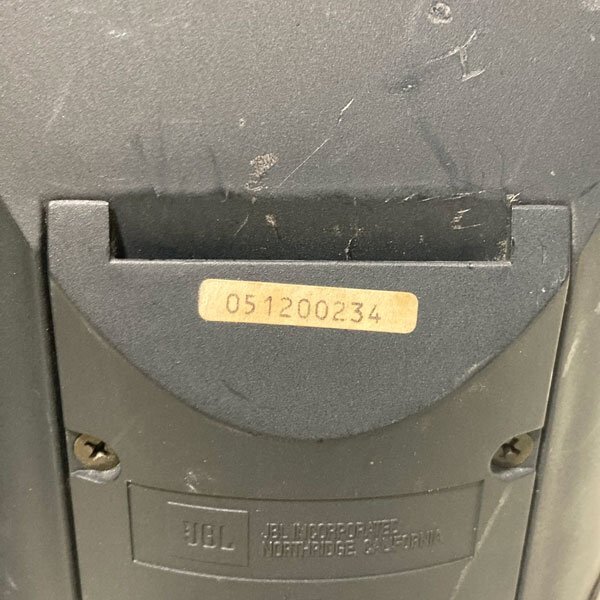 051200234
JBL
JBL INCORPORATED
NORTHRIDGE, CALIFORNIA